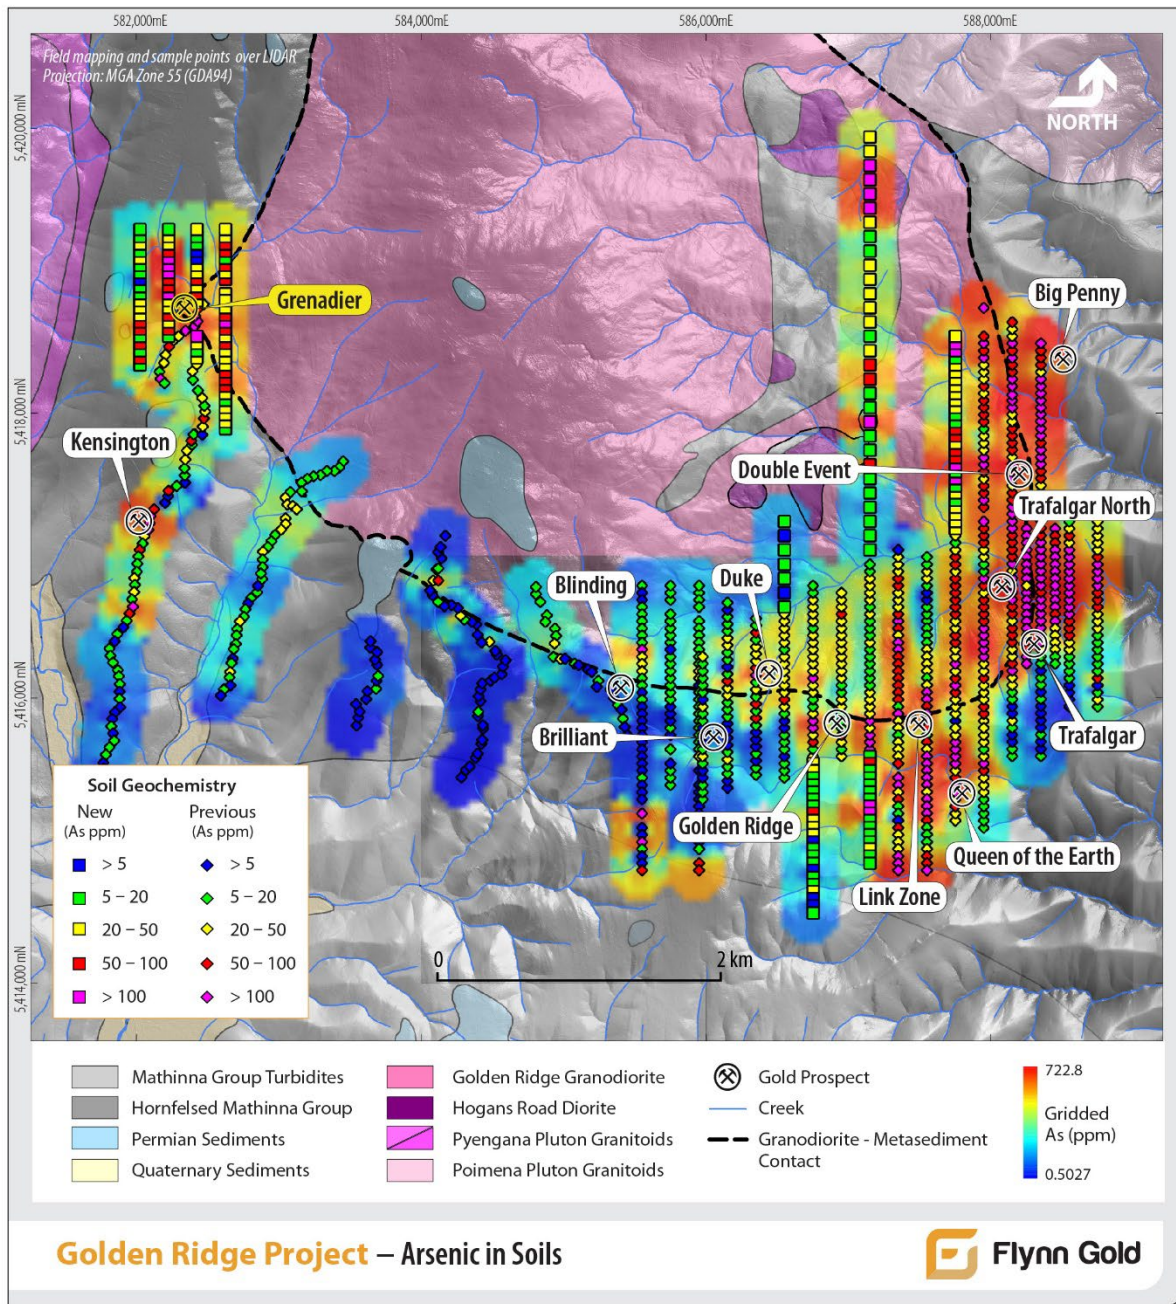 582,000mE
584,000mE
586,000mE
588,000mE
Field mapping and sample points over LIDAR
Projection: MGA Zone 55 (GDA94)
NORTH
5,420,000 mN
5,418,000 mN
5,416,000 mN
5,414,000 mN
Grenadier
Big Penny
Kensington
Double Event
Trafalgar North
Blinding
Duke
Brilliant
Trafalgar
Golden Ridge
Queen of the Earth
Link Zone
Soil Geochemistry
New Previous
(As ppm) (As ppm)
> 5 > 5
5 – 20 5 – 20
20 – 50 20 – 50
50 – 100 50 – 100
> 100 > 100
0 2 km
Mathinna Group Turbidites
Hornfelsed Mathinna Group
Permian Sediments
Quaternary Sediments
Golden Ridge Granodiorite
Hogans Road Diorite
Pyengana Pluton Granitoids
Poimena Pluton Granitoids
Gold Prospect
Creek
Granodiorite - Metasediment
Contact
722.8
Gridded
As (ppm)
0.5027
Golden Ridge Project – Arsenic in Soils
Flynn Gold